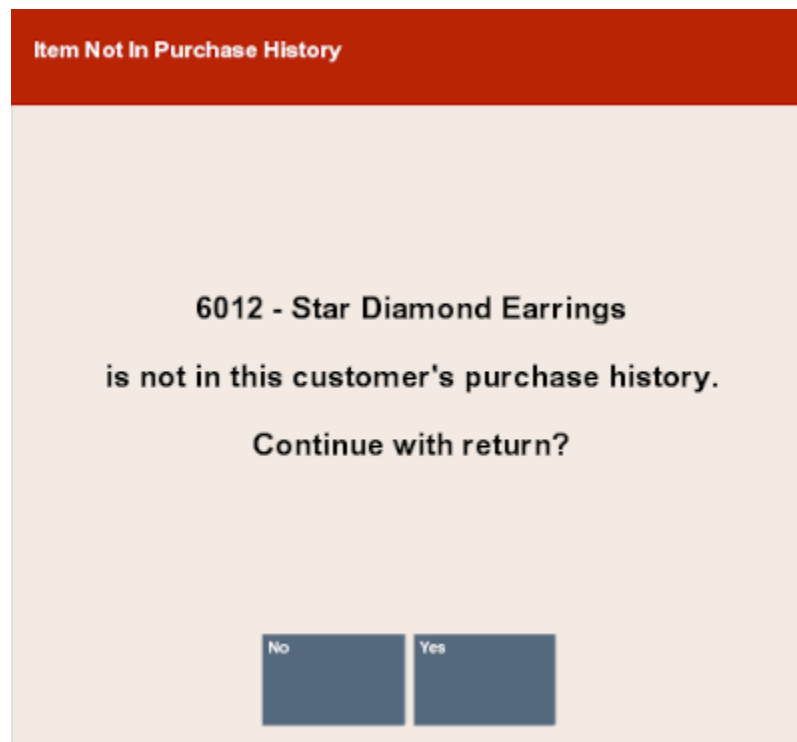 Item Not In Purchase History
6012 - Star Diamond Earrings
is not in this customer's purchase history.
Continue with return?
No Yes